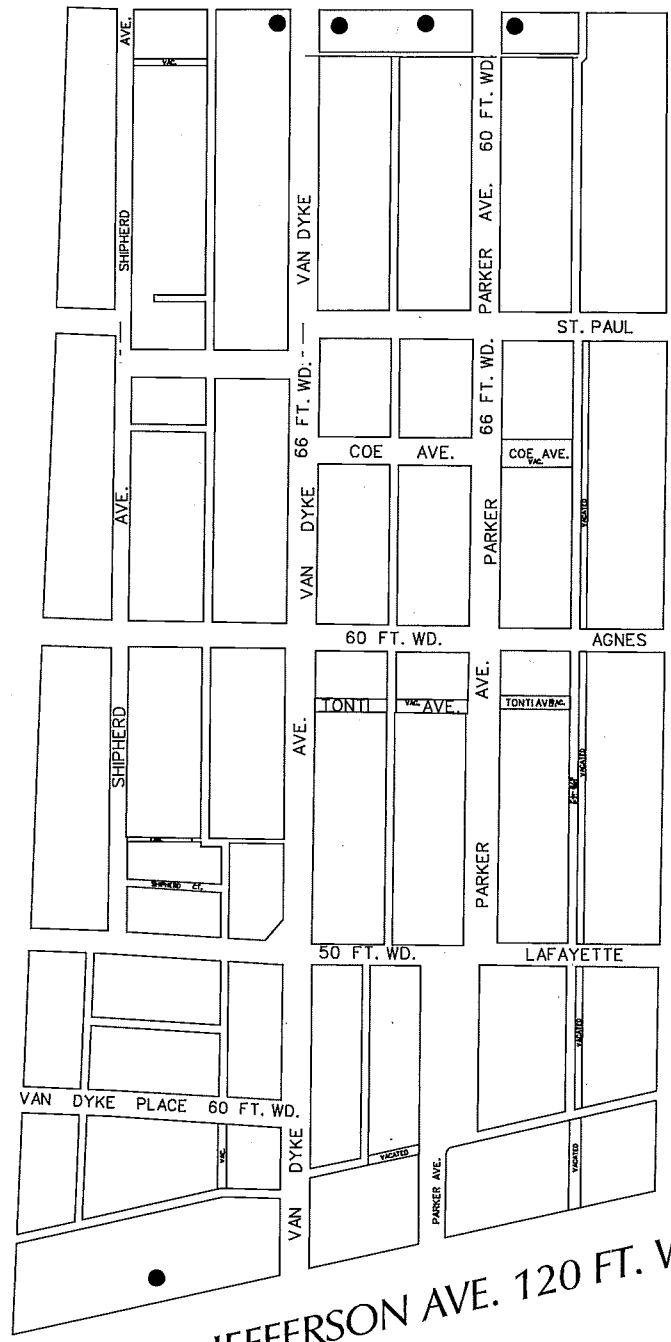 AVE.
VAC.
60 FT. WD.
VAN DYKE
SHIPHERD
PARKER AVE.
ST. PAUL
66 FT. WD.
66 FT. WD.
COE AVE.
COE AVE.
VAC.
AVE.
VAN DYKE
PARKER
VACATED
60 FT. WD.
AGNES
AVE.
TONTI
VAC. AVE.
TONTI AVE.
SHIPHERD
AVE.
VACATED
PARKER
SHIPHERD CT.
50 FT. WD.
LAFAYETTE
VACATED
VAN DYKE PLACE 60 FT. WD.
VAC.
VAN DYKE
VACATED
PARKER AVE.
VACATED
JEFFERSON AVE. 120 FT. W